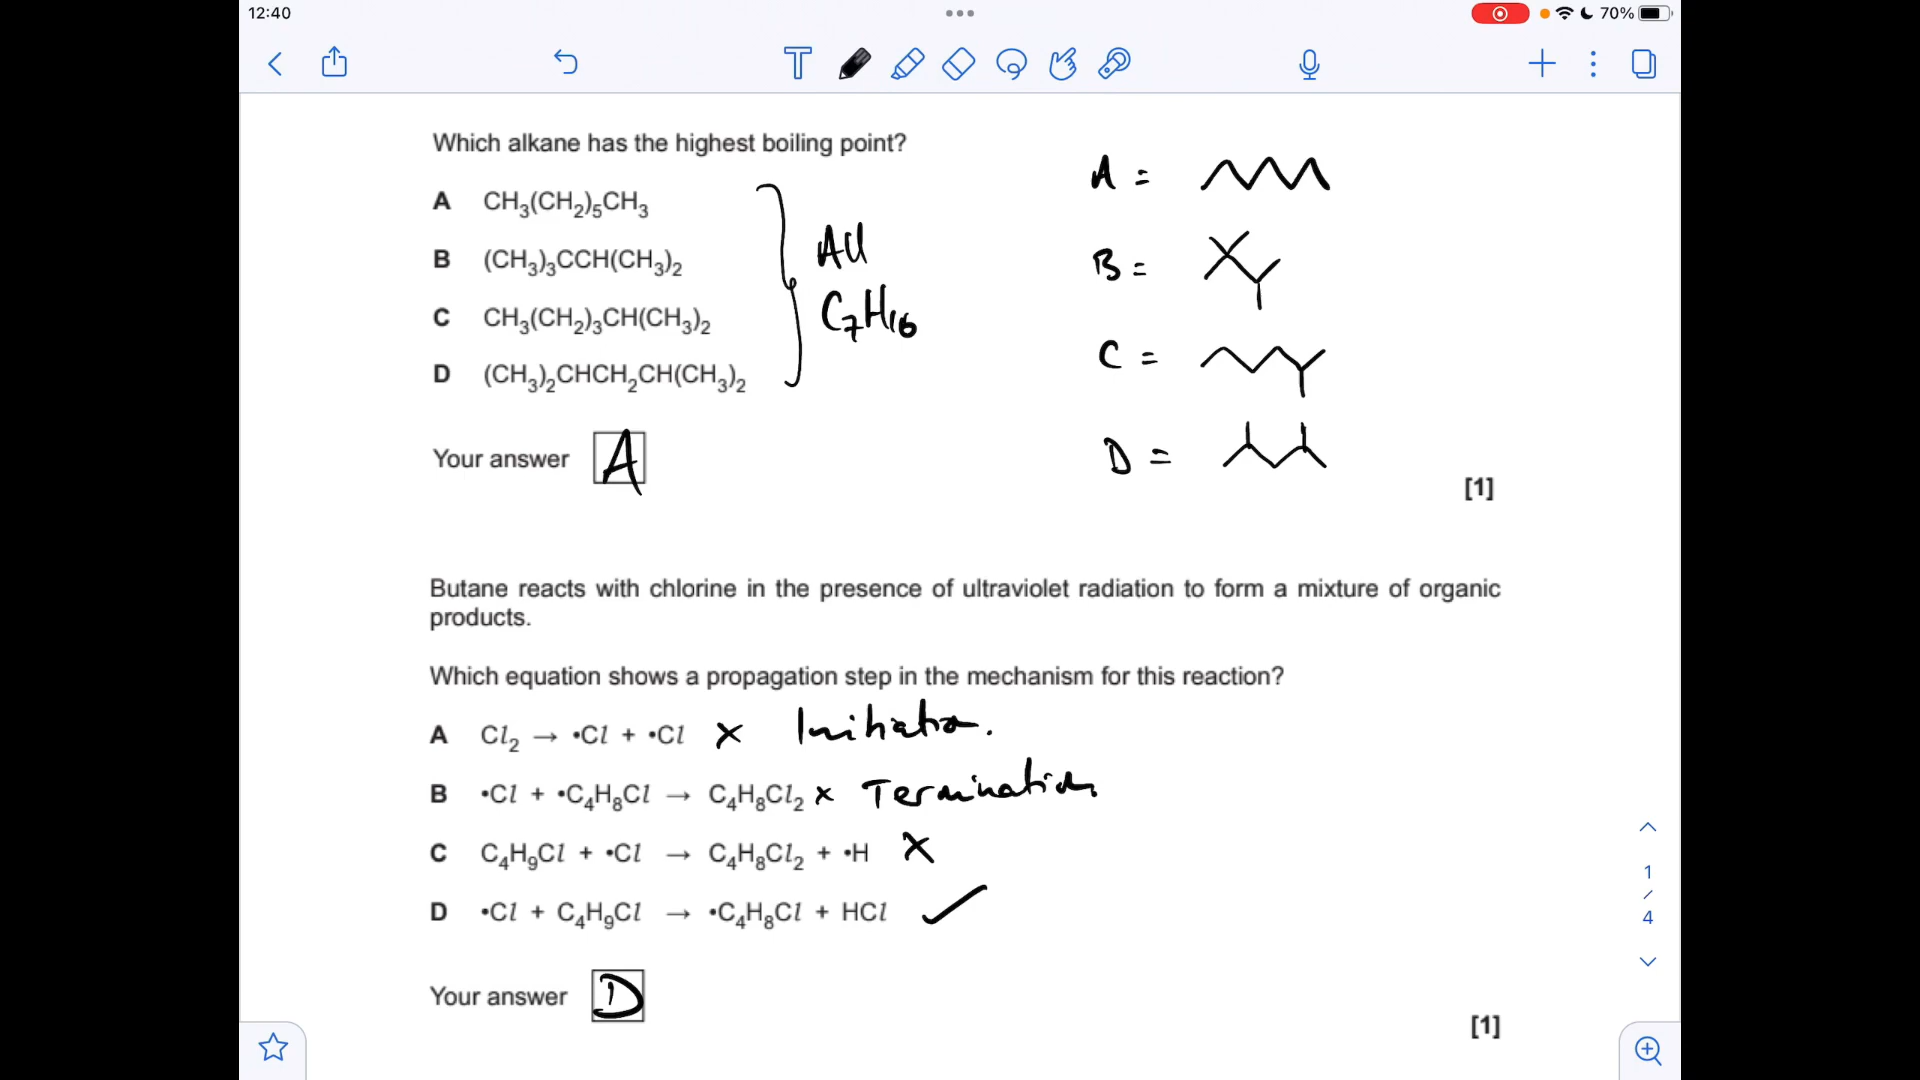 12:40
70%
Which alkane has the highest boiling point?
A CH₃(CH₂)₅CH₃
B (CH₃)₃CCH(CH₃)₂
C CH₃(CH₂)₃CH(CH₃)₂
D (CH₃)₂CHCH₂CH(CH₃)₂
All
C₇H₁₆
A =
B =
C =
D =
Your answer A
[1]
Butane reacts with chlorine in the presence of ultraviolet radiation to form a mixture of organic
products.
Which equation shows a propagation step in the mechanism for this reaction?
A Cl₂ → •Cl + •Cl × Initiation.
B •Cl + •C₄H₈Cl → C₄H₈Cl₂ × Termination
C C₄H₉Cl + •Cl → C₄H₈Cl₂ + •H ×
D •Cl + C₄H₉Cl → •C₄H₈Cl + HCl ✓
Your answer D
[1]
1
/
4